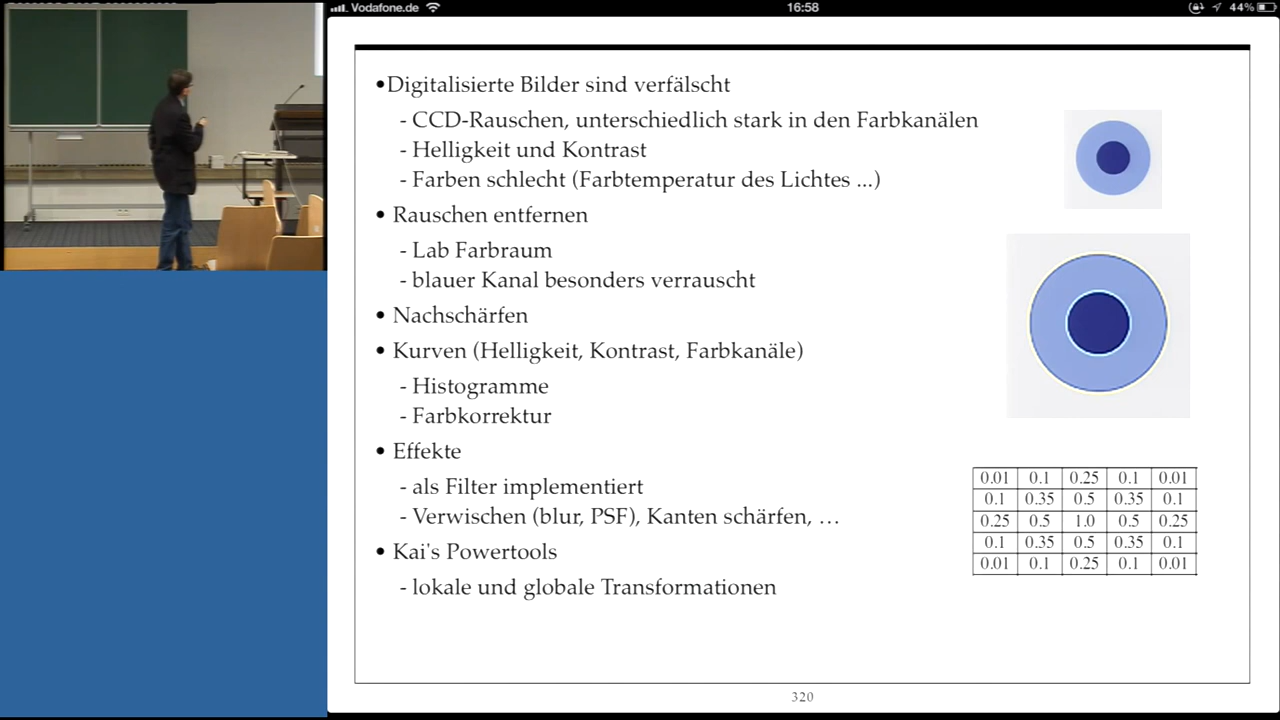 Vodafone.de 16:58 44%
•Digitalisierte Bilder sind verfälscht
- CCD-Rauschen, unterschiedlich stark in den Farbkanälen
- Helligkeit und Kontrast
- Farben schlecht (Farbtemperatur des Lichtes ...)
• Rauschen entfernen
- Lab Farbraum
- blauer Kanal besonders verrauscht
• Nachschärfen
• Kurven (Helligkeit, Kontrast, Farbkanäle)
- Histogramme
- Farbkorrektur
• Effekte
- als Filter implementiert
- Verwischen (blur, PSF), Kanten schärfen, …
• Kai's Powertools
- lokale und globale Transformationen
0.01 0.1 0.25 0.1 0.01
0.1 0.35 0.5 0.35 0.1
0.25 0.5 1.0 0.5 0.25
0.1 0.35 0.5 0.35 0.1
0.01 0.1 0.25 0.1 0.01
320